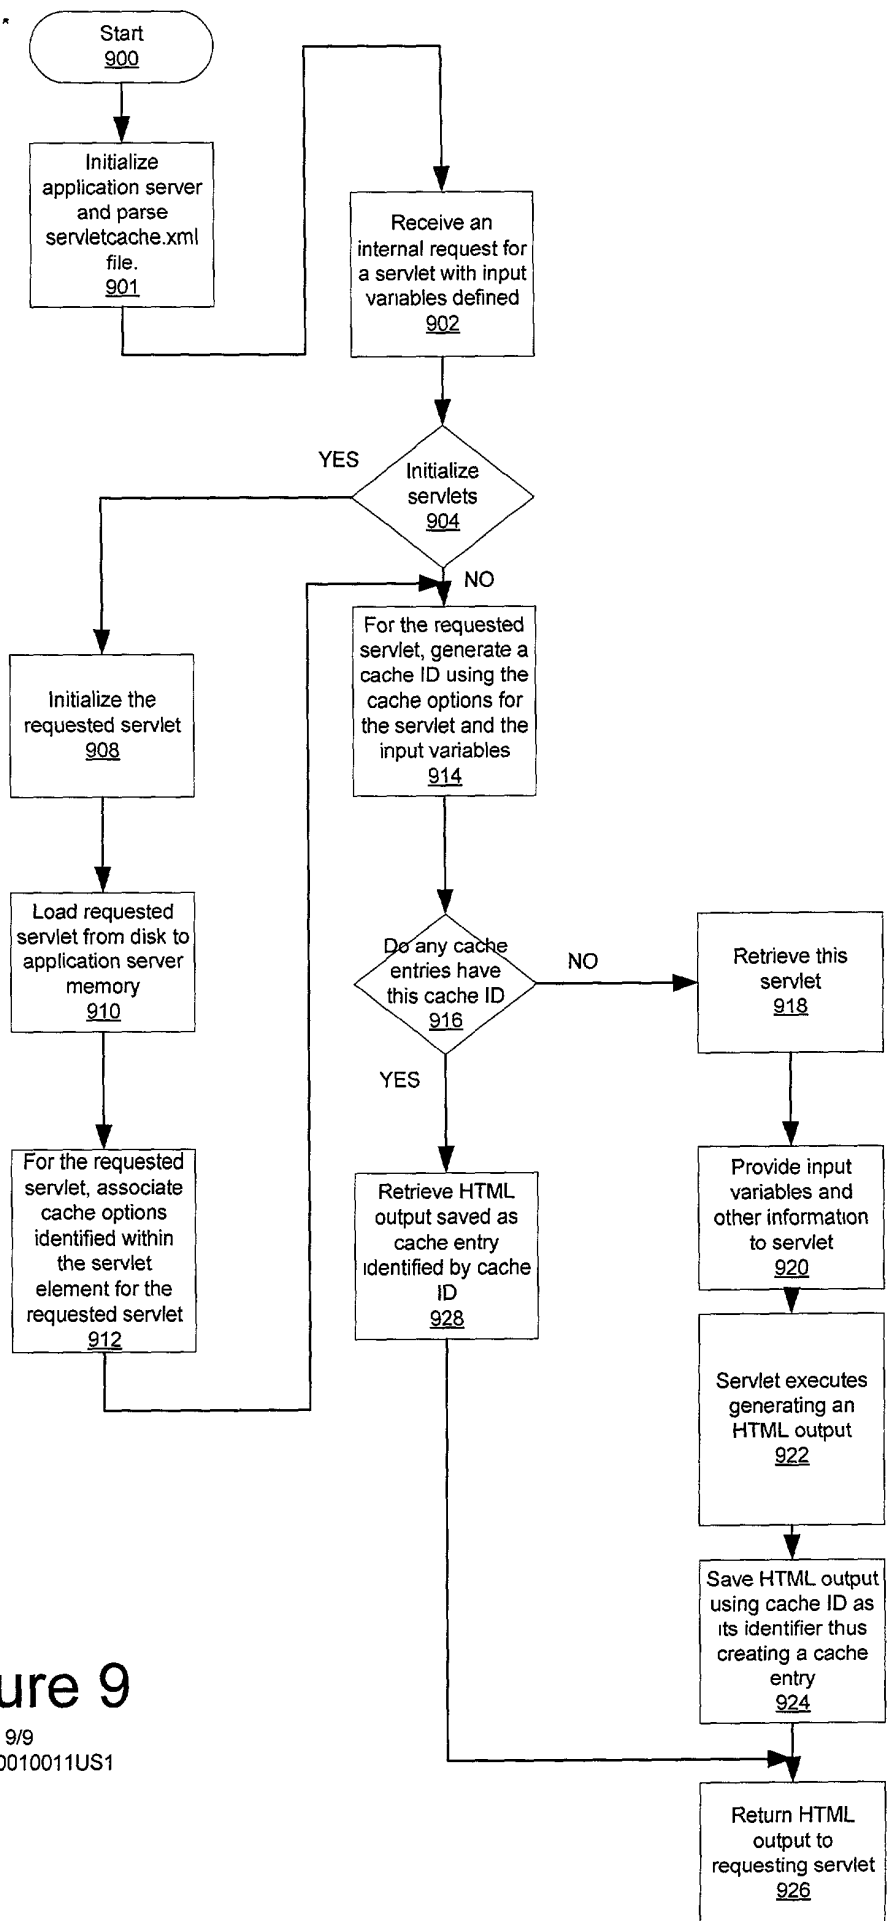 Start
900
Initialize
application server
and parse
servletcache.xml
file.
901
Receive an
internal request for
a servlet with input
variables defined
902
YES
Initialize
servlets
904
NO
Initialize the
requested servlet
908
For the requested
servlet, generate a
cache ID using the
cache options for
the servlet and the
input variables
914
Load requested
servlet from disk to
application server
memory
910
Do any cache
entries have
this cache ID
916
NO
YES
Retrieve this
servlet
918
For the requested
servlet, associate
cache options
identified within
the servlet
element for the
requested servlet
912
Retrieve HTML
output saved as
cache entry
identified by cache
ID
928
Provide input
variables and
other information
to servlet
920
Servlet executes
generating an
HTML output
922
Save HTML output
using cache ID as
its identifier thus
creating a cache
entry
924
Return HTML
output to
requesting servlet
926
ure 9
9/9
0010011US1